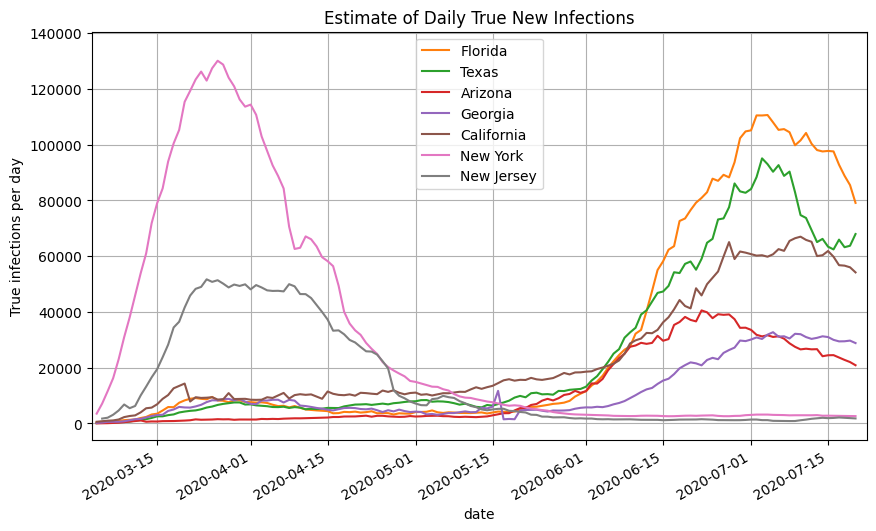 Estimate of Daily True New Infections
True infections per day
140000
120000
100000
80000
60000
40000
20000
0
Florida
Texas
Arizona
Georgia
California
New York
New Jersey
2020-03-15
2020-04-01
2020-04-15
2020-05-01
2020-05-15
2020-06-01
2020-06-15
2020-07-01
2020-07-15
date